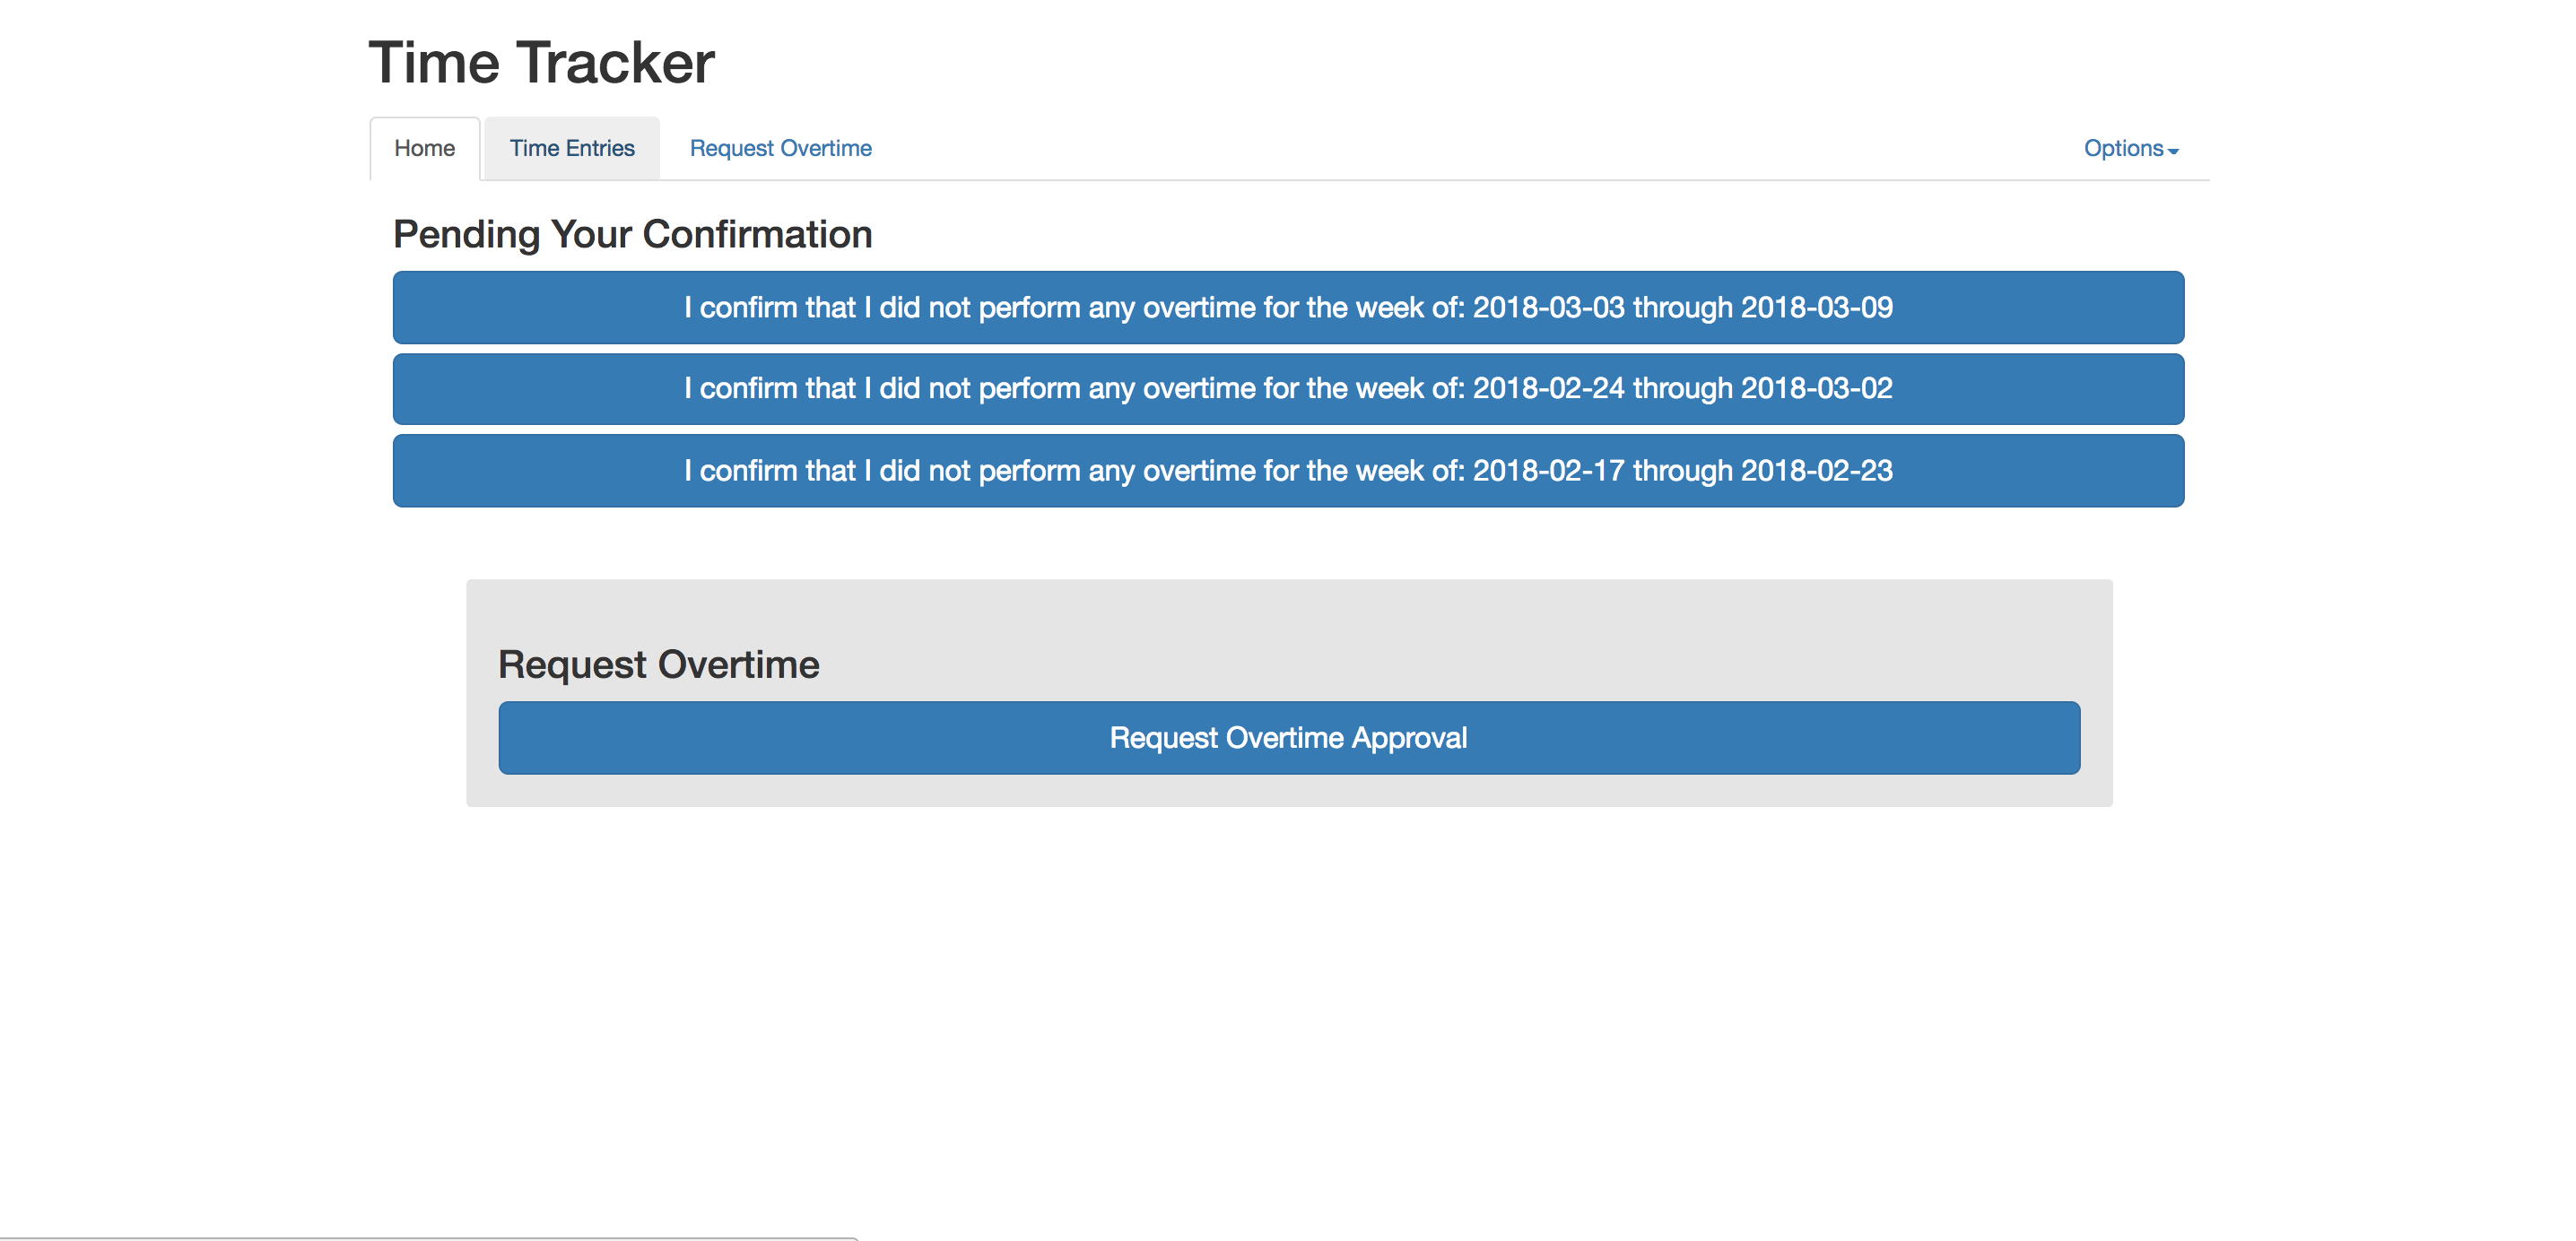 Time Tracker
Home
Time Entries
Request Overtime
Options
Pending Your Confirmation
I confirm that I did not perform any overtime for the week of: 2018-03-03 through 2018-03-09
I confirm that I did not perform any overtime for the week of: 2018-02-24 through 2018-03-02
I confirm that I did not perform any overtime for the week of: 2018-02-17 through 2018-02-23
Request Overtime
Request Overtime Approval